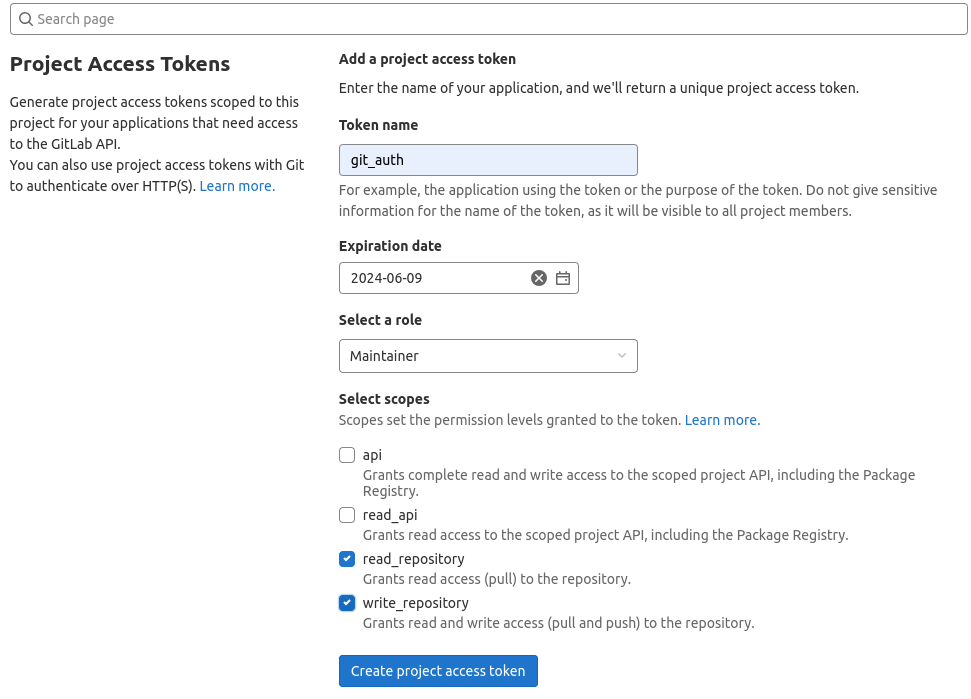 Search page
Project Access Tokens
Generate project access tokens scoped to this
project for your applications that need access
to the GitLab API.
You can also use project access tokens with Git
to authenticate over HTTP(S). Learn more.
Add a project access token
Enter the name of your application, and we'll return a unique project access token.
Token name
git_auth
For example, the application using the token or the purpose of the token. Do not give sensitive
information for the name of the token, as it will be visible to all project members.
Expiration date
2024-06-09
Select a role
Maintainer
Select scopes
Scopes set the permission levels granted to the token. Learn more.
api
Grants complete read and write access to the scoped project API, including the Package
Registry.
read_api
Grants read access to the scoped project API, including the Package Registry.
read_repository
Grants read access (pull) to the repository.
write_repository
Grants read and write access (pull and push) to the repository.
Create project access token